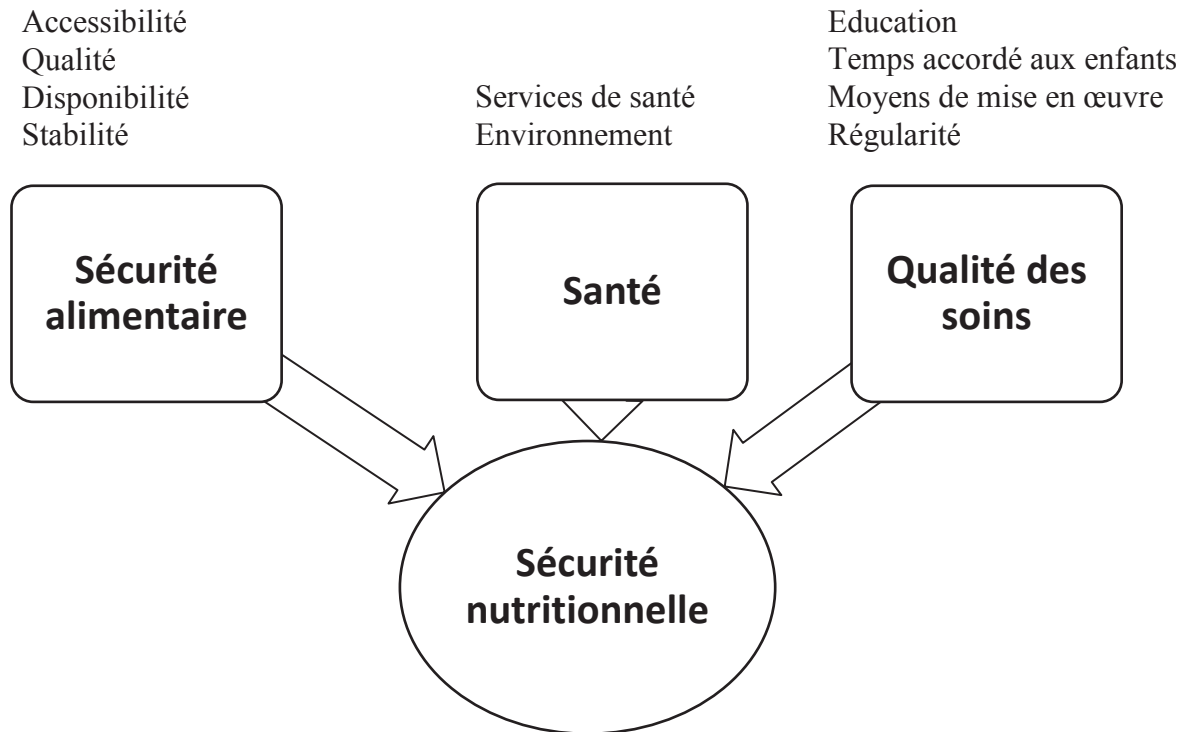 Accessibilité
Qualité
Disponibilité
Stabilité
Services de santé
Environnement
Education
Temps accordé aux enfants
Moyens de mise en œuvre
Régularité
Sécurité
alimentaire
Santé
Qualité des
soins
Sécurité
nutritionnelle